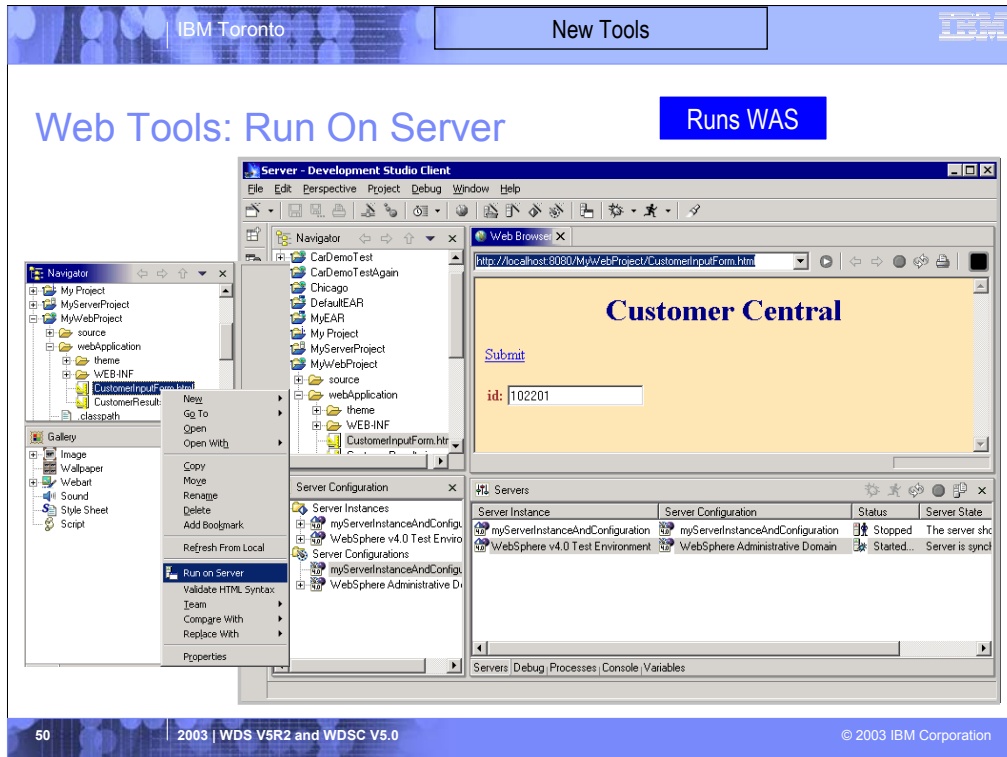 IBM Toronto
New Tools
IBM
Web Tools: Run On Server
Runs WAS
Server - Development Studio Client
File Edit Perspective Project Debug Window Help
Navigator
CarDemoTest
CarDemoTestAgain
Chicago
DefaultEAR
MyEAR
My Project
MyServerProject
MyWebProject
source
webApplication
theme
WEB-INF
CustomerInputForm.htm
Web Browser
http://localhost:8080/MyWebProject/CustomerInputForm.html
Customer Central
Submit
id: 102201
Navigator
My Project
MyServerProject
MyWebProject
source
webApplication
theme
WEB-INF
CustomerInputForm.html
CustomerResult
.classpath
Gallery
Image
Wallpaper
Webart
Sound
Style Sheet
Script
New
Go To
Open
Open With
Copy
Move
Rename
Delete
Add Bookmark
Refresh From Local
Run on Server
Validate HTML Syntax
Team
Compare With
Replace With
Properties
Server Configuration
Server Instances
myServerInstanceAndConfigu
WebSphere v4.0 Test Enviro
Server Configurations
myServerInstanceAndConfigu
WebSphere Administrative D
Servers
Server Instance Server Configuration Status Server State
myServerInstanceAndConfiguration myServerInstanceAndConfiguration Stopped The server sho
WebSphere v4.0 Test Environment WebSphere Administrative Domain Started... Server is synch
Servers Debug Processes Console Variables
50
2003 | WDS V5R2 and WDSC V5.0
© 2003 IBM Corporation